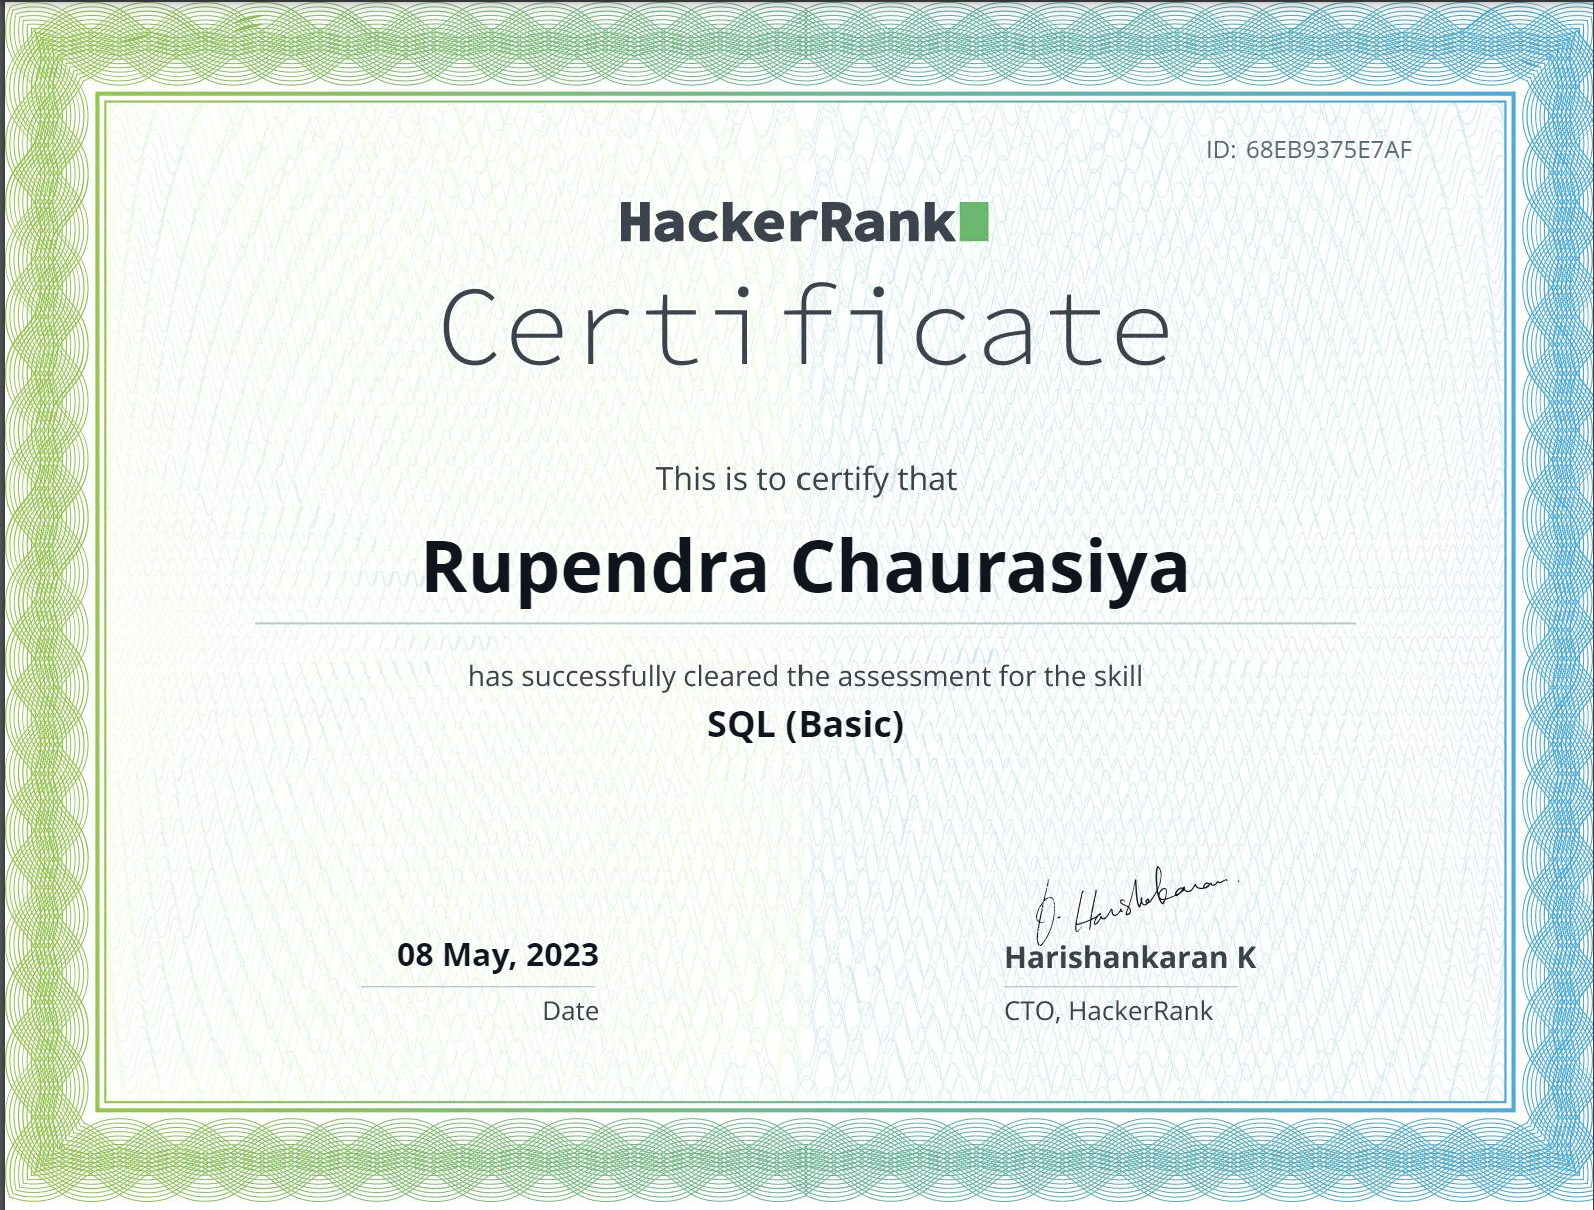 ID: 68EB9375E7AF
HackerRank
Certificate
This is to certify that
Rupendra Chaurasiya
has successfully cleared the assessment for the skill
SQL (Basic)
08 May, 2023
Date
J. Harishankaran
Harishankaran K
CTO, HackerRank